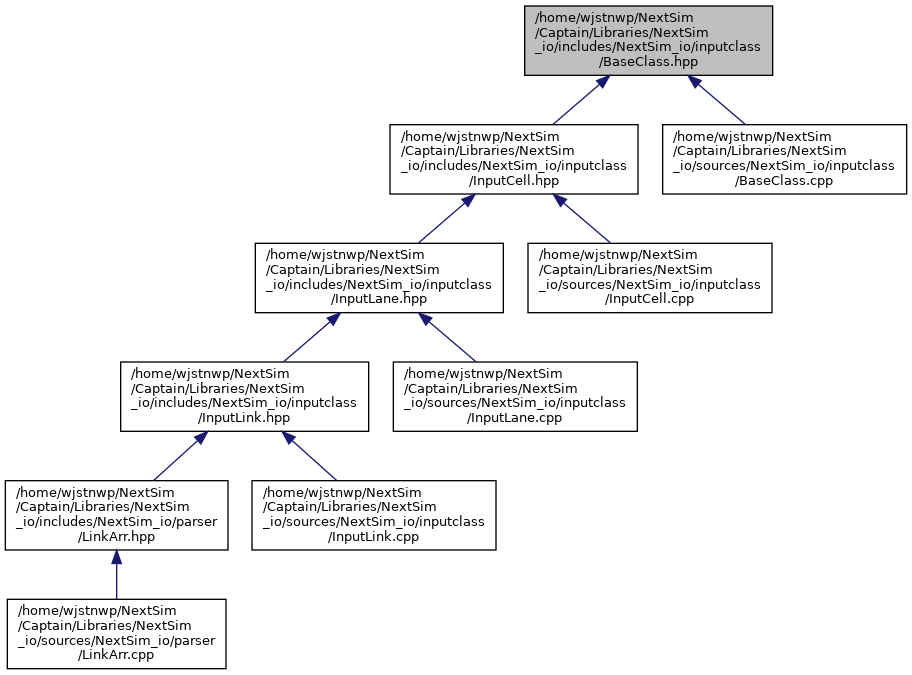 /home/wjstnwp/NextSim
/Captain/Libraries/NextSim
_io/includes/NextSim_io/inputclass
/BaseClass.hpp
/home/wjstnwp/NextSim
/Captain/Libraries/NextSim
_io/includes/NextSim_io/inputclass
/InputCell.hpp
/home/wjstnwp/NextSim
/Captain/Libraries/NextSim
_io/sources/NextSim_io/inputclass
/BaseClass.cpp
/home/wjstnwp/NextSim
/Captain/Libraries/NextSim
_io/includes/NextSim_io/inputclass
/InputLane.hpp
/home/wjstnwp/NextSim
/Captain/Libraries/NextSim
_io/sources/NextSim_io/inputclass
/InputCell.cpp
/home/wjstnwp/NextSim
/Captain/Libraries/NextSim
_io/includes/NextSim_io/inputclass
/InputLink.hpp
/home/wjstnwp/NextSim
/Captain/Libraries/NextSim
_io/sources/NextSim_io/inputclass
/InputLane.cpp
/home/wjstnwp/NextSim
/Captain/Libraries/NextSim
_io/includes/NextSim_io/parser
/LinkArr.hpp
/home/wjstnwp/NextSim
/Captain/Libraries/NextSim
_io/sources/NextSim_io/inputclass
/InputLink.cpp
/home/wjstnwp/NextSim
/Captain/Libraries/NextSim
_io/sources/NextSim_io/parser
/LinkArr.cpp